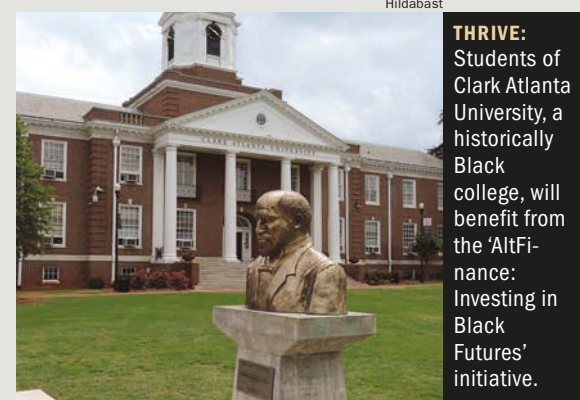 Hildabast
CLARK ATLANTA UNIVERSITY
THRIVE:
Students of
Clark Atlanta
University, a
historically
Black
college, will
benefit from
the ‘AltFi-
nance:
Investing in
Black
Futures’
initiative.